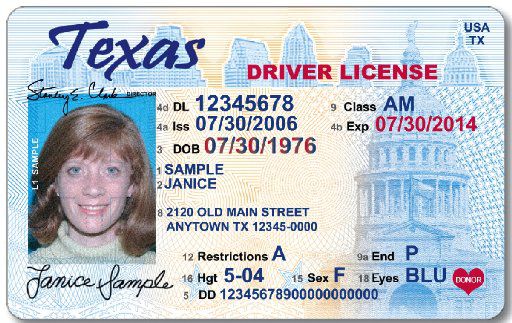 Texas
USA
TX
DRIVER LICENSE
Stanley E. Clark DIRECTOR
4d DL 12345678 9 Class AM
4a Iss 07/30/2006 4b Exp 07/30/2014
3 DOB 07/30/1976
1 SAMPLE
2 JANICE
L1 SAMPLE
8 2120 OLD MAIN STREET
ANYTOWN TX 12345-0000
12 Restrictions A 9a End P
16 Hgt 5-04 15 Sex F 18 Eyes BLU DONOR
Janice Sample
5 DD 12345678900000000000